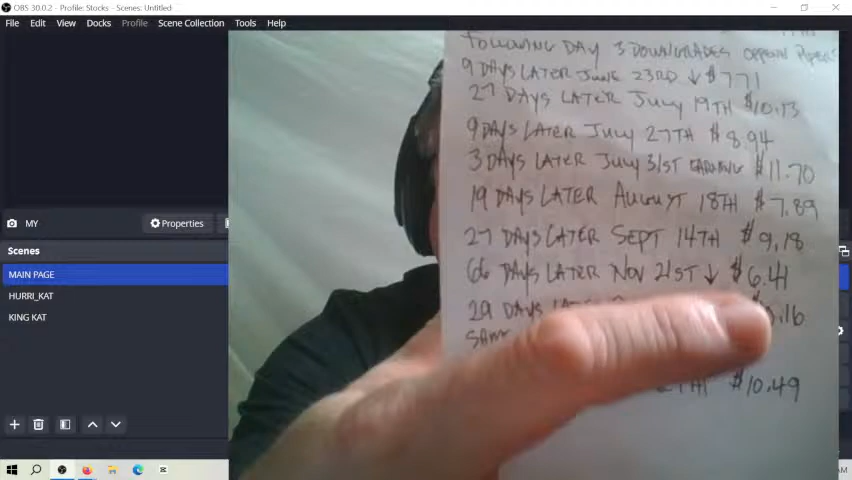 OBS 30.0.2 - Profile: Stocks - Scenes: Untitled
File Edit View Docks Profile Scene Collection Tools Help
FOLLOWING DAY 3 DOWNGRADES OPPENN PIPER
9 DAYS LATER JUNE 23RD ↓ $7.71
27 DAYS LATER JULY 19TH $10.13
9 DAYS LATER JULY 27TH $8.94
3 DAYS LATER JULY 31ST EARNING $11.70
19 DAYS LATER AUGUST 18TH $7.89
27 DAYS LATER SEPT 14TH $9.18
66 DAYS LATER NOV 21ST ↓ $6.41
29 DAYS .16
SAME
$10.49
MY
Properties
Scenes
MAIN PAGE
HURRI_KAT
KING KAT